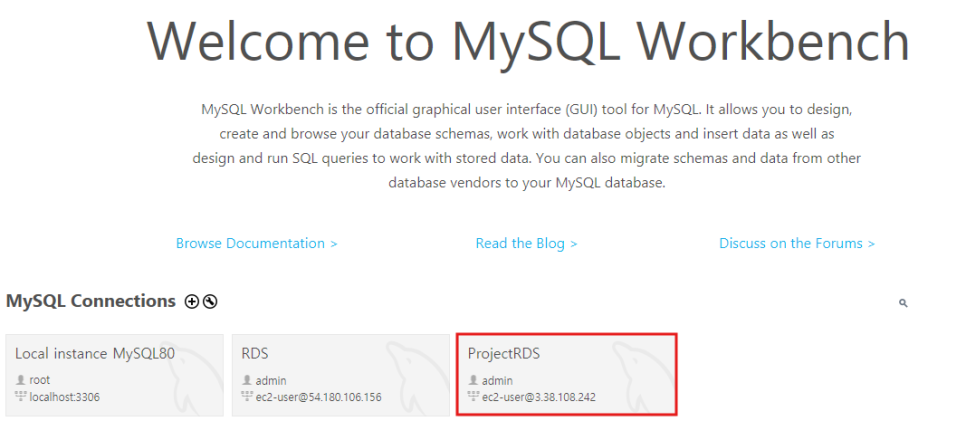 Welcome to MySQL Workbench
MySQL Workbench is the official graphical user interface (GUI) tool for MySQL. It allows you to design,
create and browse your database schemas, work with database objects and insert data as well as
design and run SQL queries to work with stored data. You can also migrate schemas and data from other
database vendors to your MySQL database.
Browse Documentation >
Read the Blog >
Discuss on the Forums >
MySQL Connections
Local instance MySQL80
root
localhost:3306
RDS
admin
ec2-user@54.180.106.156
ProjectRDS
admin
ec2-user@3.38.108.242